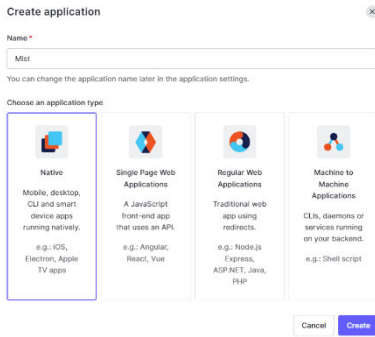 Create application
×
Name *
Mist
You can change the application name later in the application settings.
Choose an application type
Native
Mobile, desktop,
CLI and smart
device apps
running natively.
e.g.: iOS,
Electron, Apple
TV apps
Single Page Web
Applications
A JavaScript
front-end app
that uses an API.
e.g.: Angular,
React, Vue
Regular Web
Applications
Traditional web
app using
redirects.
e.g.: Node.js
Express,
ASP.NET, Java,
PHP
Machine to
Machine
Applications
CLIs, daemons or
services running
on your backend.
e.g.: Shell script
Cancel
Create